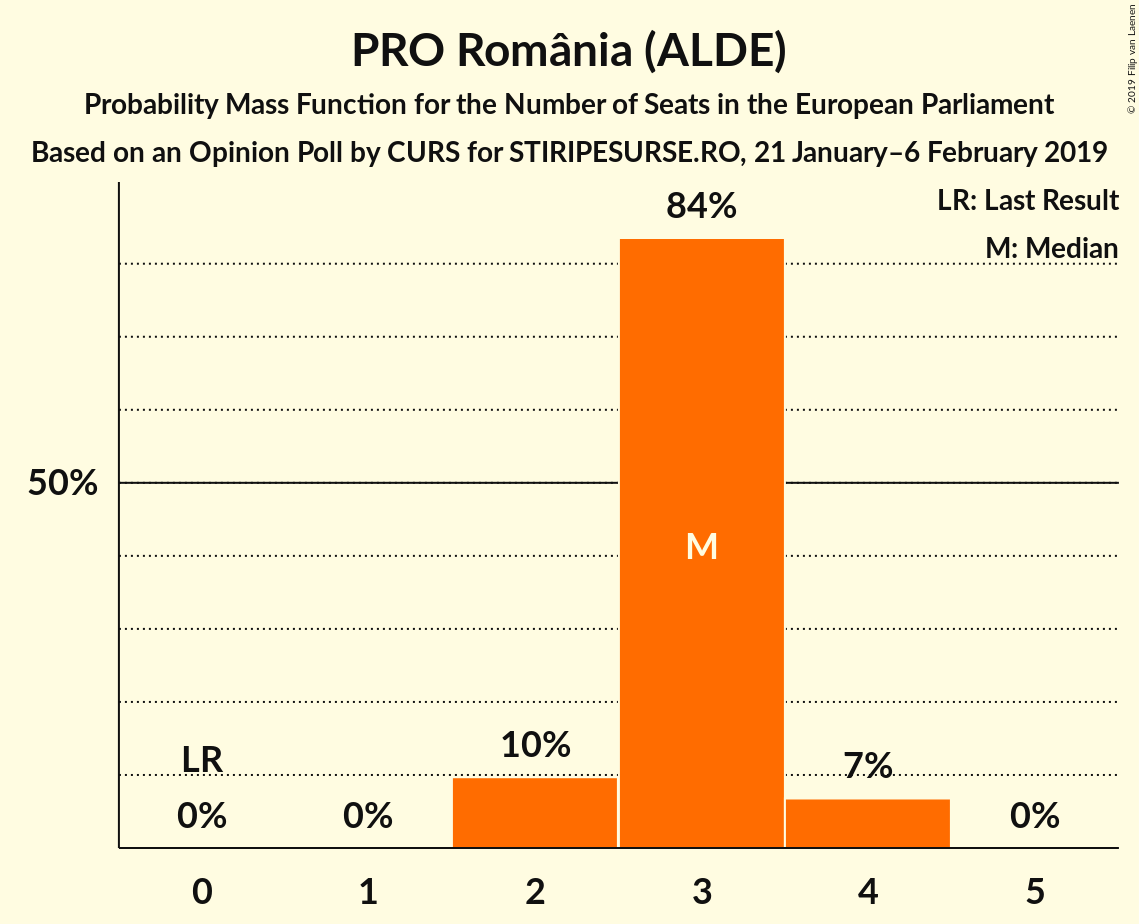 PRO România (ALDE)
Probability Mass Function for the Number of Seats in the European Parliament
Based on an Opinion Poll by CURS for STIRIPESURSE.RO, 21 January–6 February 2019
© 2019 Filip van Laenen
LR: Last Result
M: Median
84%
50%
M
LR
10%
7%
0%
0%
0%
0
1
2
3
4
5